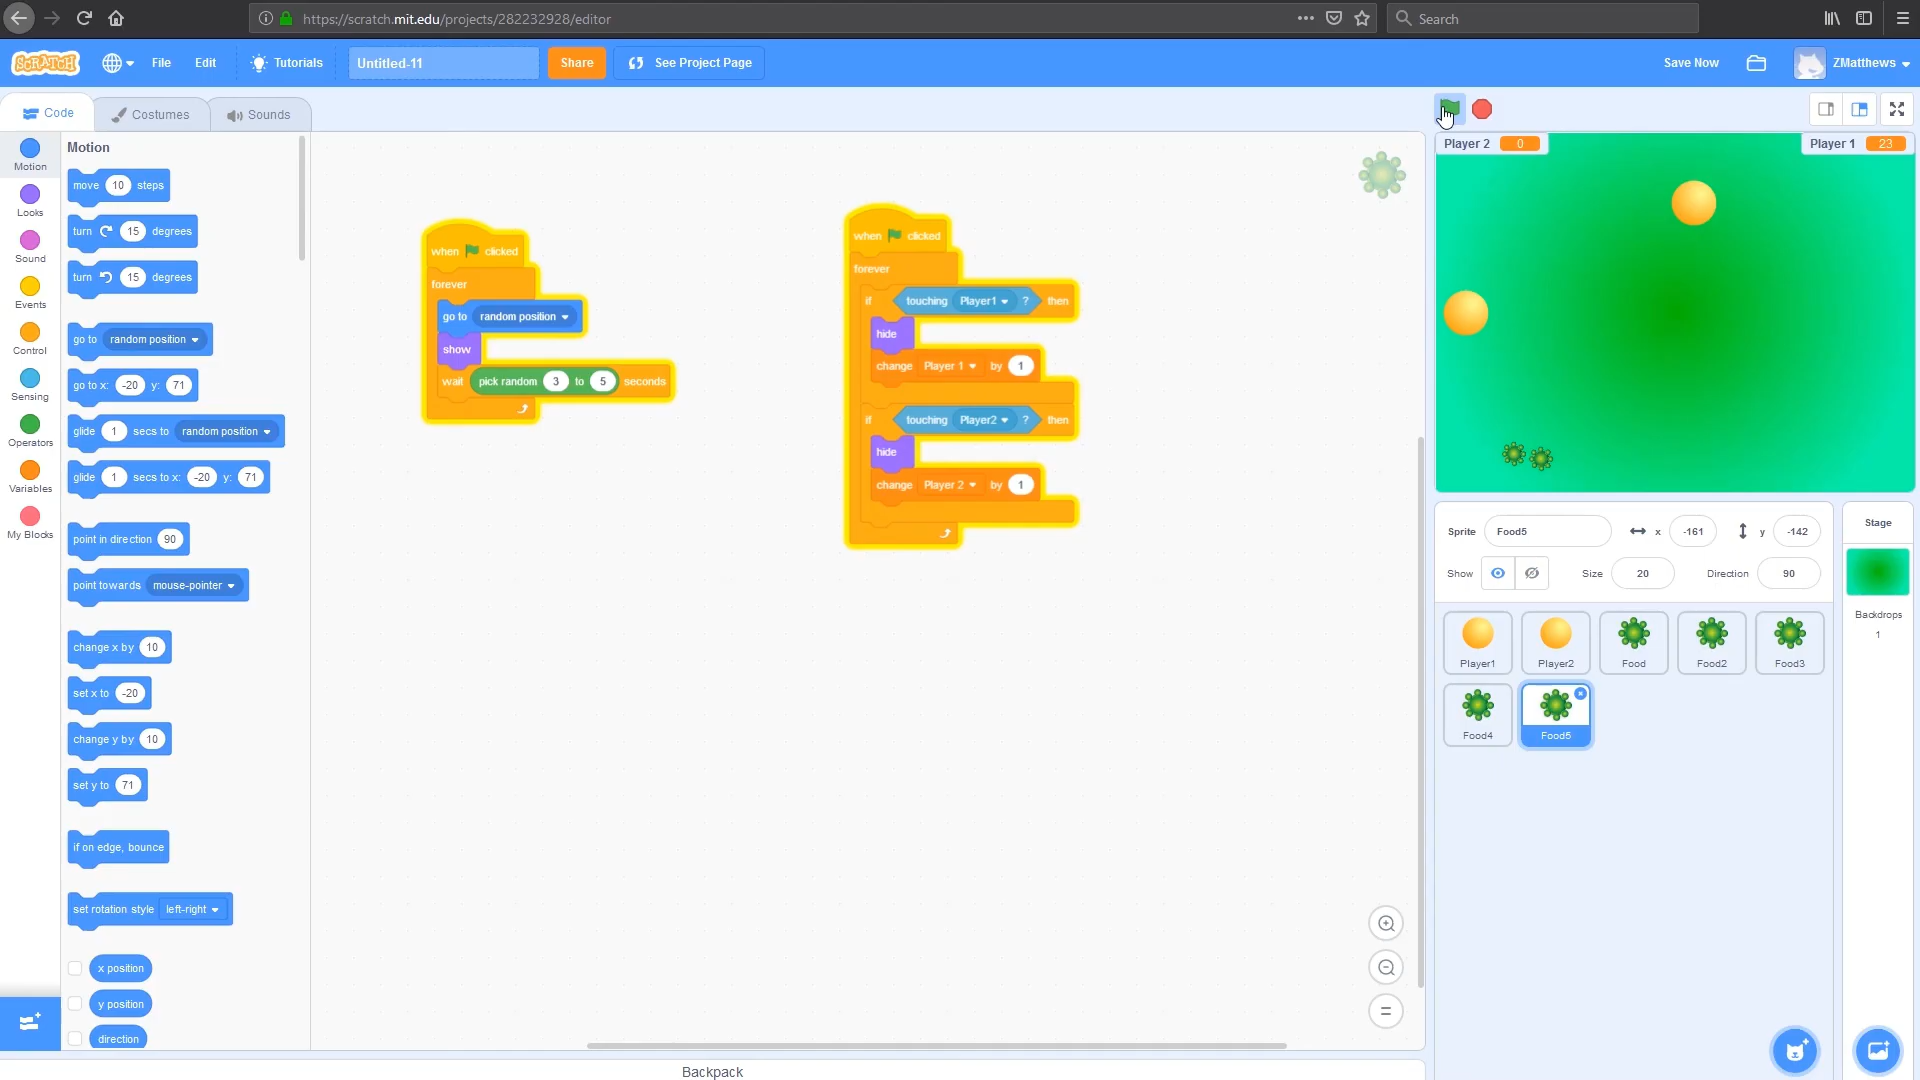 https://scratch.mit.edu/projects/282232928/editor
Search
SCRATCH
File
Edit
Tutorials
Untitled-11
Share
See Project Page
Save Now
ZMatthews
Code
Costumes
Sounds
Motion
Looks
Sound
Events
Control
Sensing
Operators
Variables
My Blocks
Motion
move 10 steps
turn 15 degrees
turn 15 degrees
go to random position
go to x: -20 y: 71
glide 1 secs to random position
glide 1 secs to x: -20 y: 71
point in direction 90
point towards mouse-pointer
change x by 10
set x to -20
change y by 10
set y to 71
if on edge, bounce
set rotation style left-right
x position
y position
direction
when clicked
forever
go to random position
show
wait pick random 3 to 5 seconds
when clicked
forever
if touching Player1 ? then
hide
change Player 1 by 1
if touching Player2 ? then
hide
change Player 2 by 1
Player 2 0
Player 1 23
Sprite Food5 x -161 y -142
Show Size 20 Direction 90
Player1
Player2
Food
Food2
Food3
Food4
Food5
Stage
Backdrops
1
Backpack